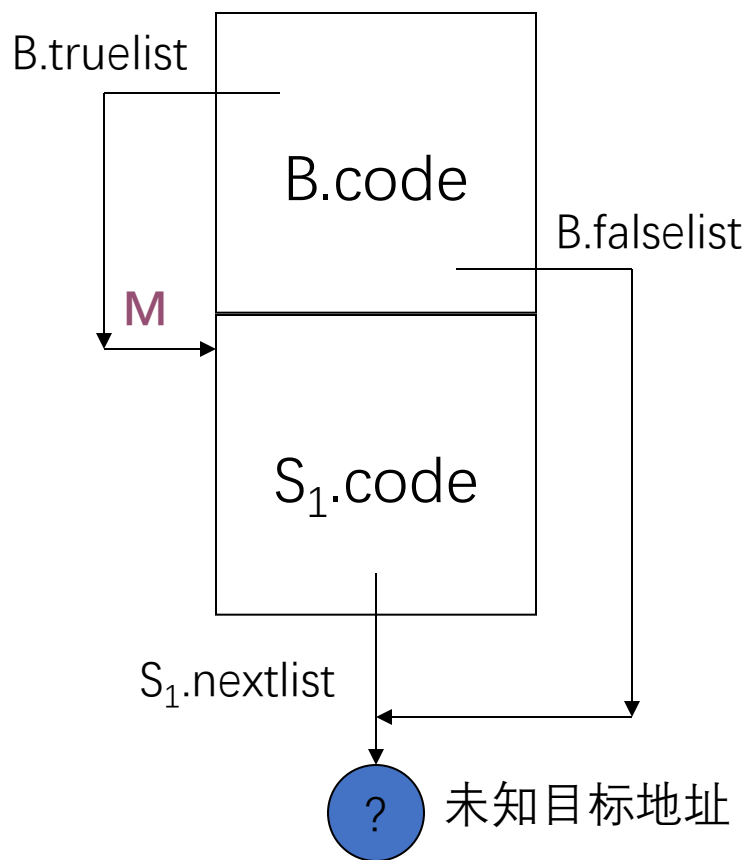 B.truelist
B.code
B.falselist
M
S₁.code
S₁.nextlist
?
未知目标地址